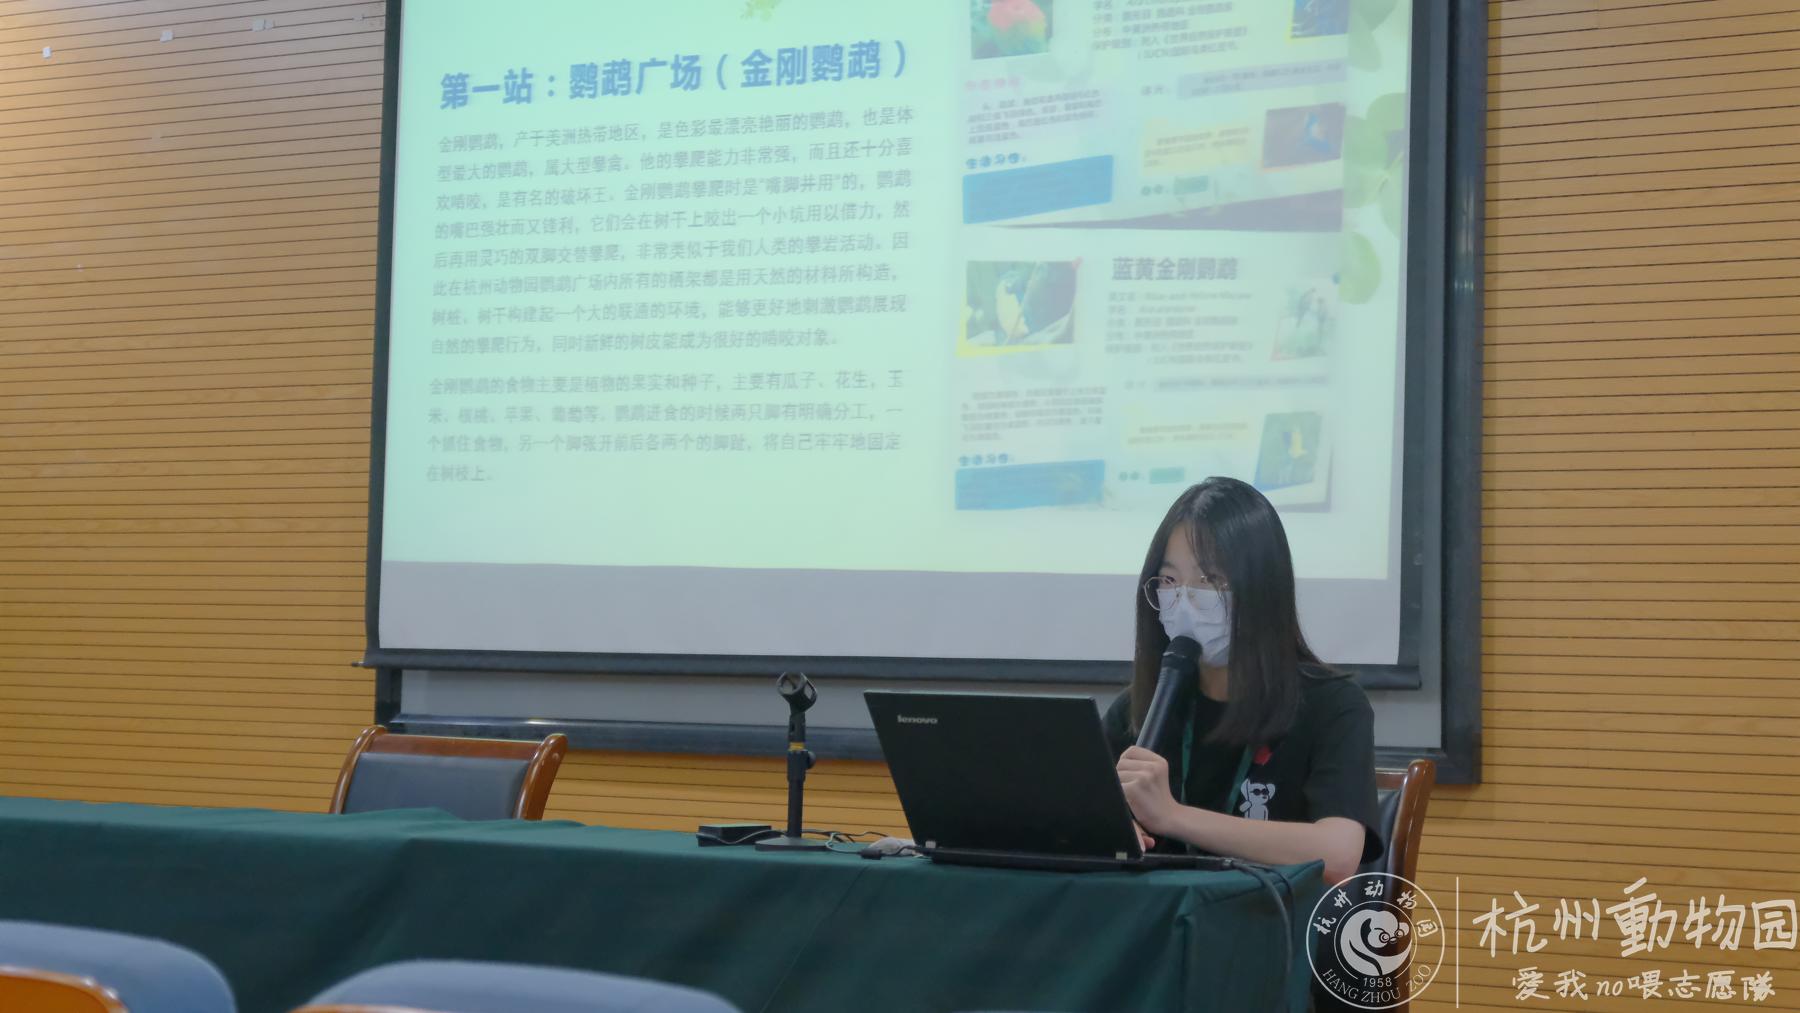 第一站：鹦鹉广场（金刚鹦鹉）
金刚鹦鹉，产于美洲热带地区，是色彩最漂亮艳丽的鹦鹉，也是体
型最大的鹦鹉，属大型攀禽。他的攀爬能力非常强，而且还十分喜
欢啃咬，是有名的破坏王。金刚鹦鹉攀爬时是“嘴脚并用”的，鹦鹉
的嘴巴强壮而又锋利，它们会在树干上咬出一个小坑用以借力，然
后再用灵巧的双脚交替攀爬，非常类似于我们人类的攀岩活动。因
此在杭州动物园鹦鹉广场内所有的栖架都是用天然的材料所构造，
树桩、树干构建起一个大的联通的环境，能够更好地刺激鹦鹉展现
自然的攀爬行为，同时新鲜的树皮能成为很好的啃咬对象。
金刚鹦鹉的食物主要是植物的果实和种子，主要有瓜子、花生，玉
米、核桃、苹果、葡萄等。鹦鹉进食的时候两只脚有明确分工，一
个抓住食物，另一个脚张开前后各两个的脚趾，将自己牢牢地固定
在树枝上。
生活习性：
蓝黄金刚鹦鹉
生活习性：
lenovo
杭州动物园
1958
HANG ZHOU ZOO
杭州動物园
爱我no喂志愿队